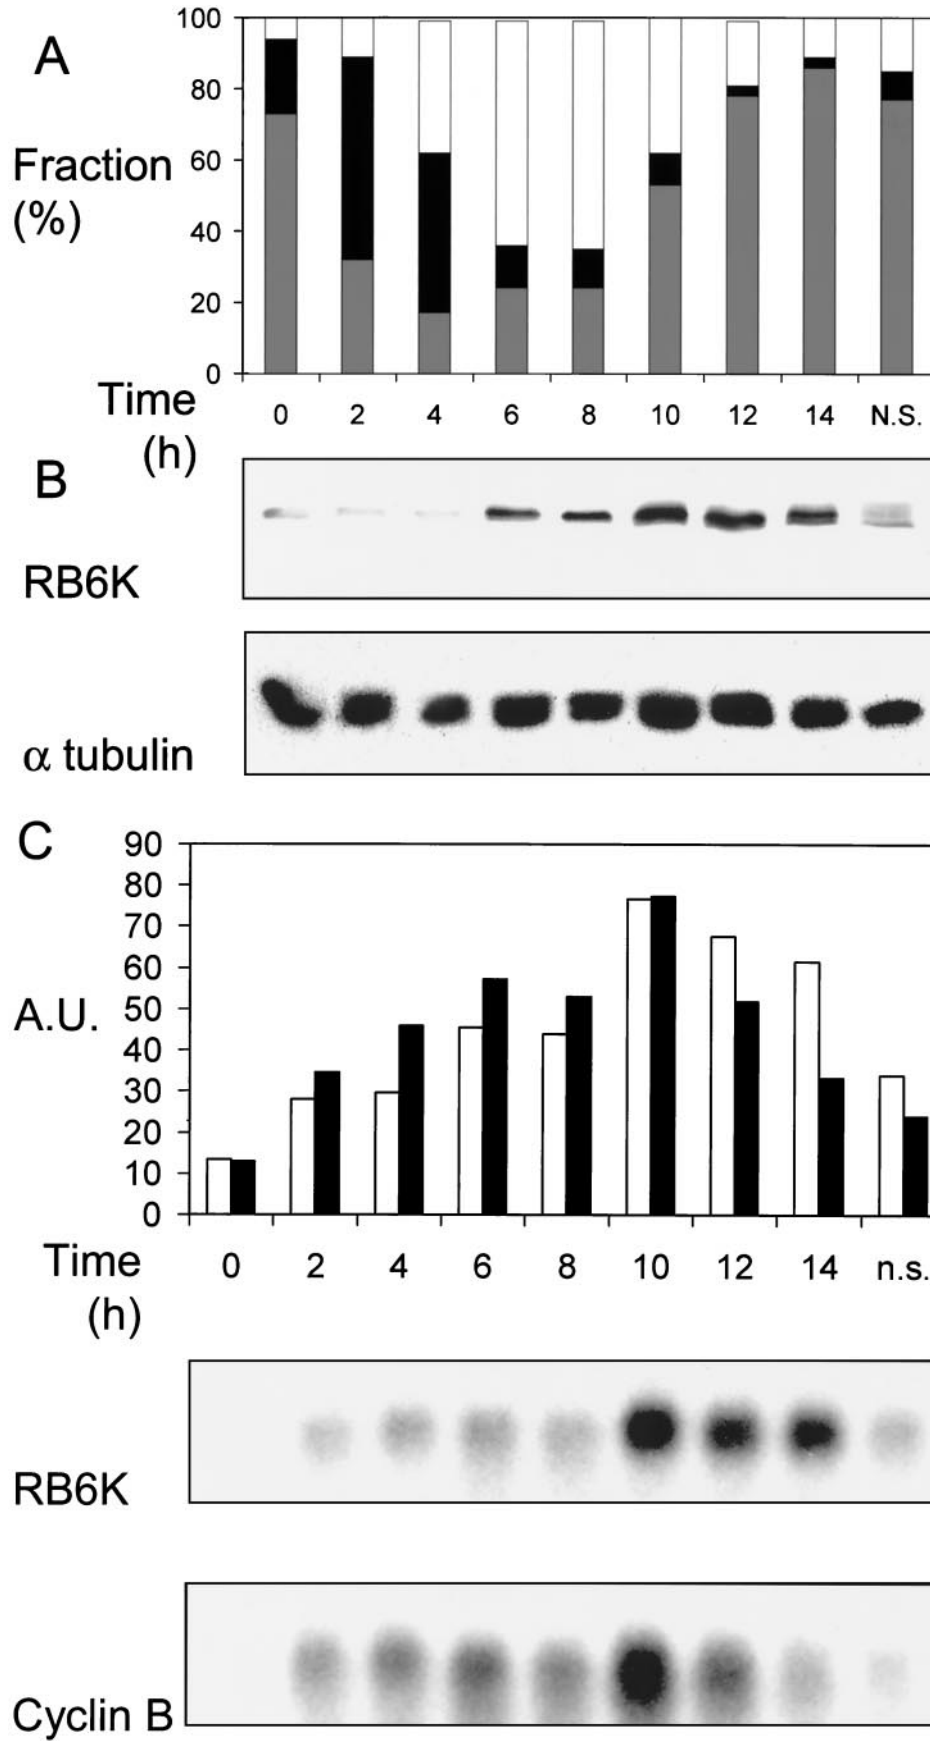 A
Fraction
(%)
100
80
60
40
20
0
Time
(h)
0 2 4 6 8 10 12 14 N.S.
B
RB6K
α tubulin
C
90
80
70
60
50
40
30
20
10
0
A.U.
Time
(h)
0 2 4 6 8 10 12 14 n.s.
RB6K
Cyclin B